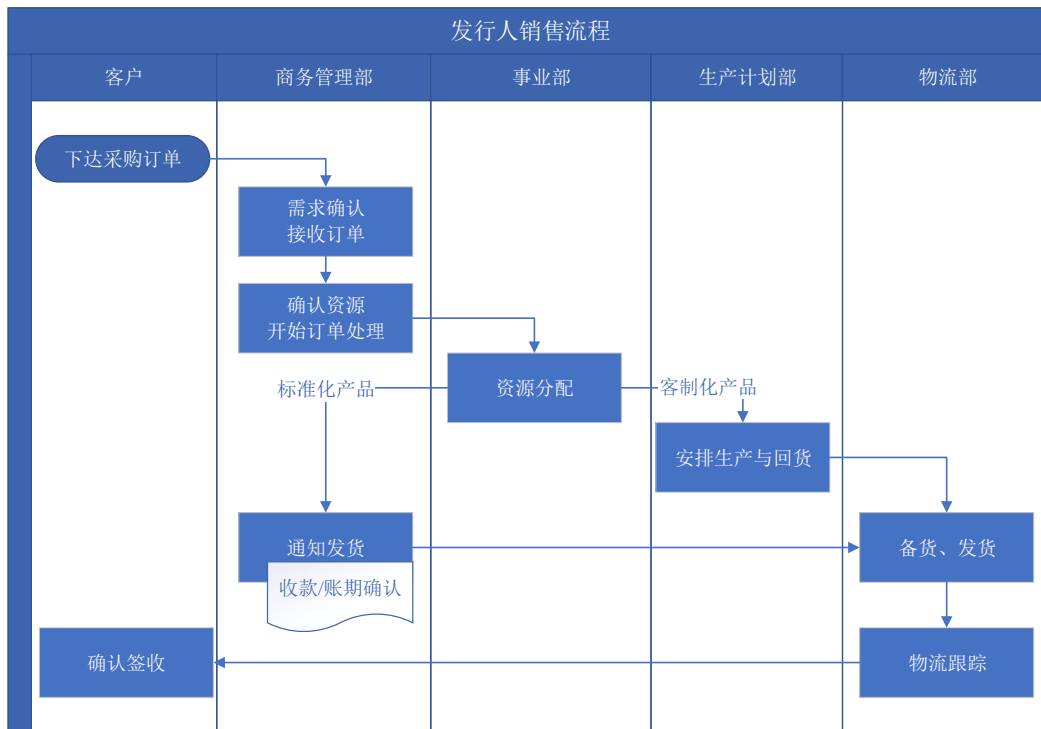 发行人销售流程
客户
商务管理部
事业部
生产计划部
物流部
下达采购订单
需求确认
接收订单
确认资源
开始订单处理
资源分配
标准化产品
客制化产品
安排生产与回货
通知发货
备货、发货
收款/账期确认
确认签收
物流跟踪